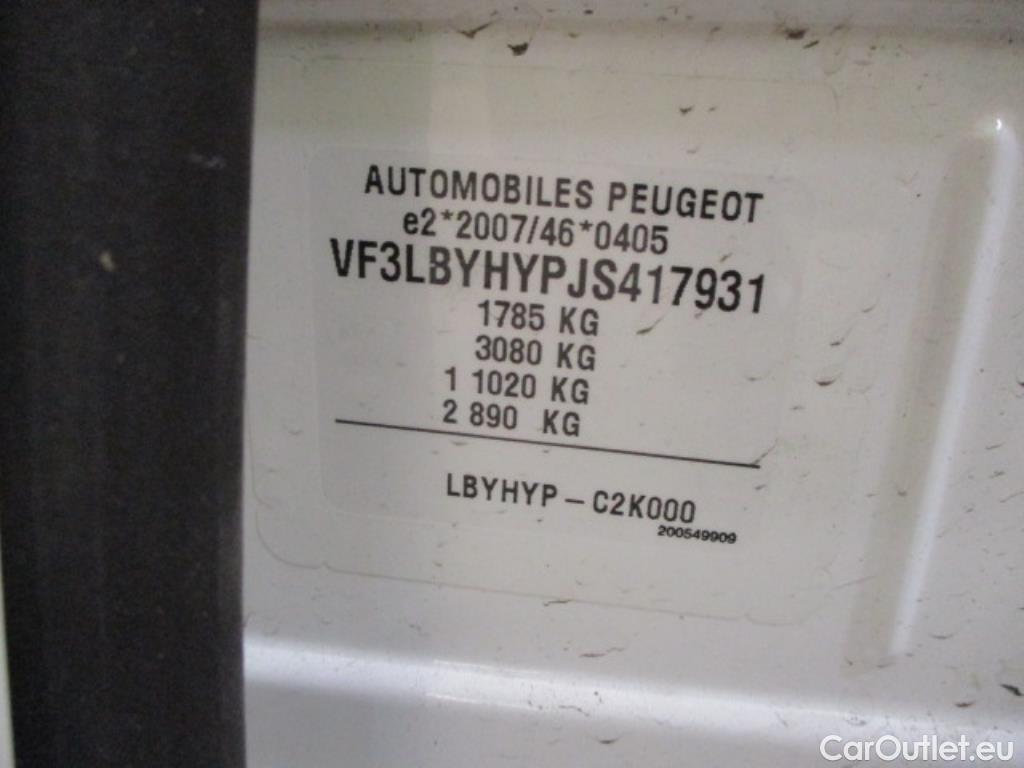 AUTOMOBILES PEUGEOT
e2*2007/46*0405
VF3LBYHYPJS417931
1785 KG
3080 KG
1 1020 KG
2 890 KG
LBYHYP – C2K000
200549909
CarOutlet.eu